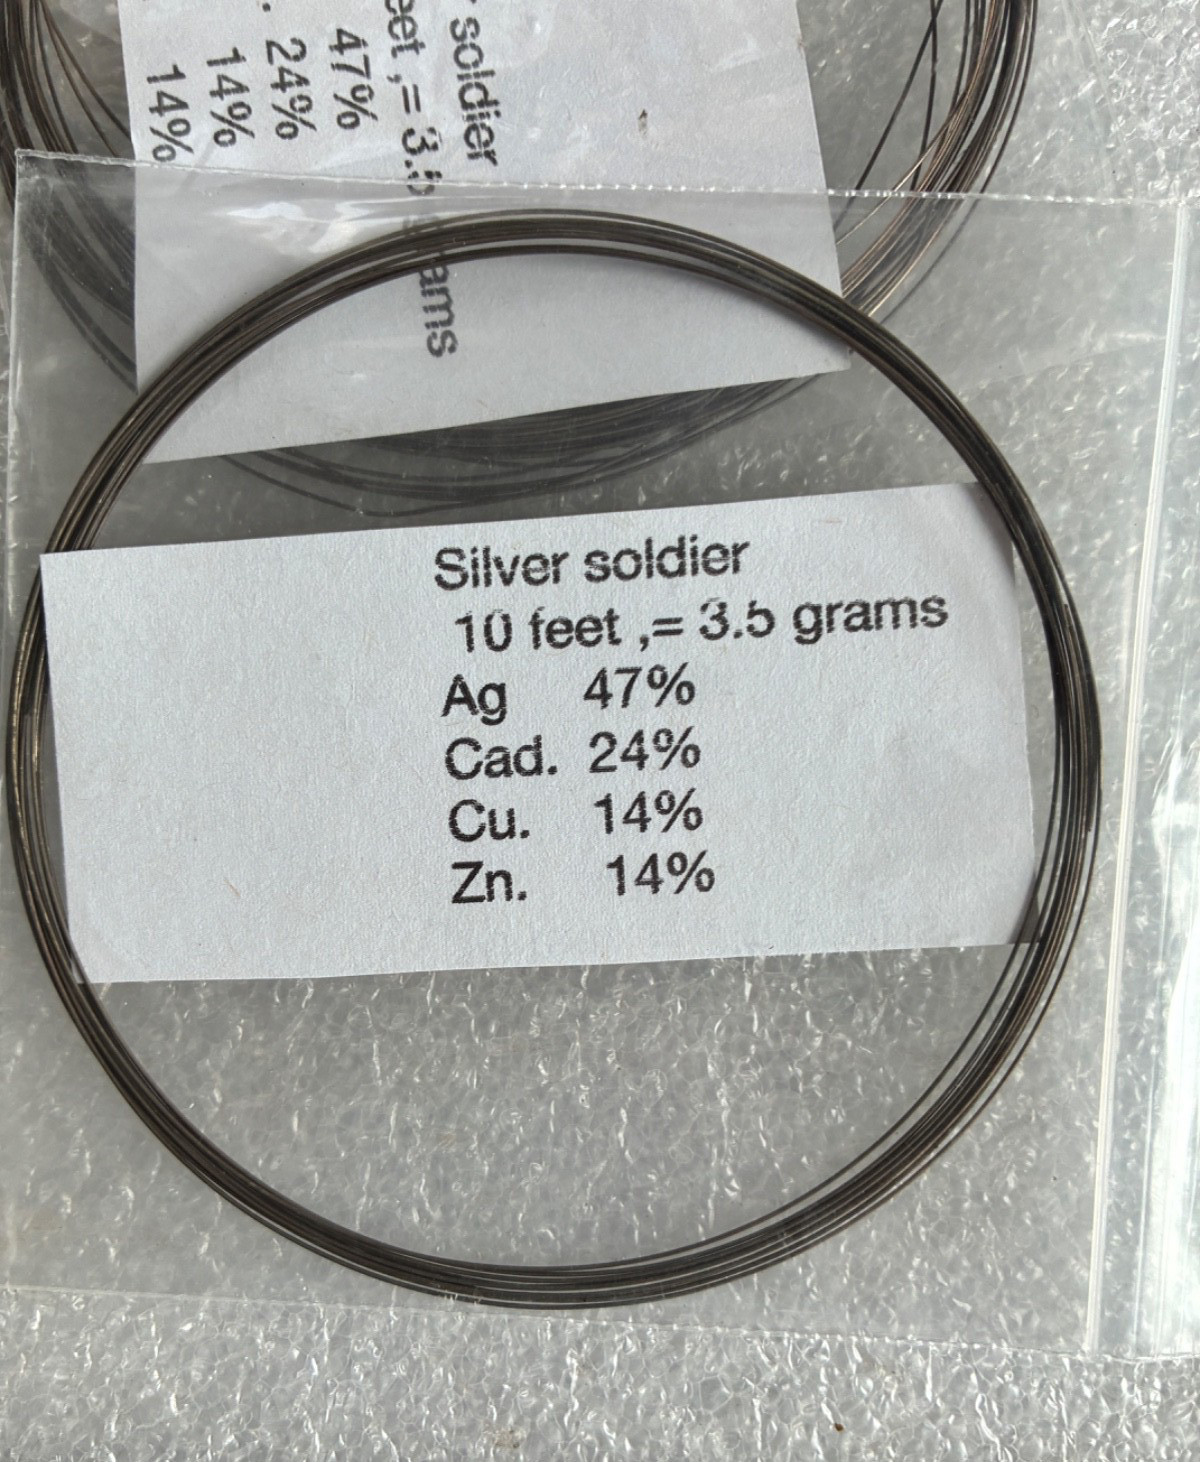 soldier
eet ,= 3.5 ams
47%
. 24%
14%
14%
Silver soldier
10 feet ,= 3.5 grams
Ag 47%
Cad. 24%
Cu. 14%
Zn. 14%